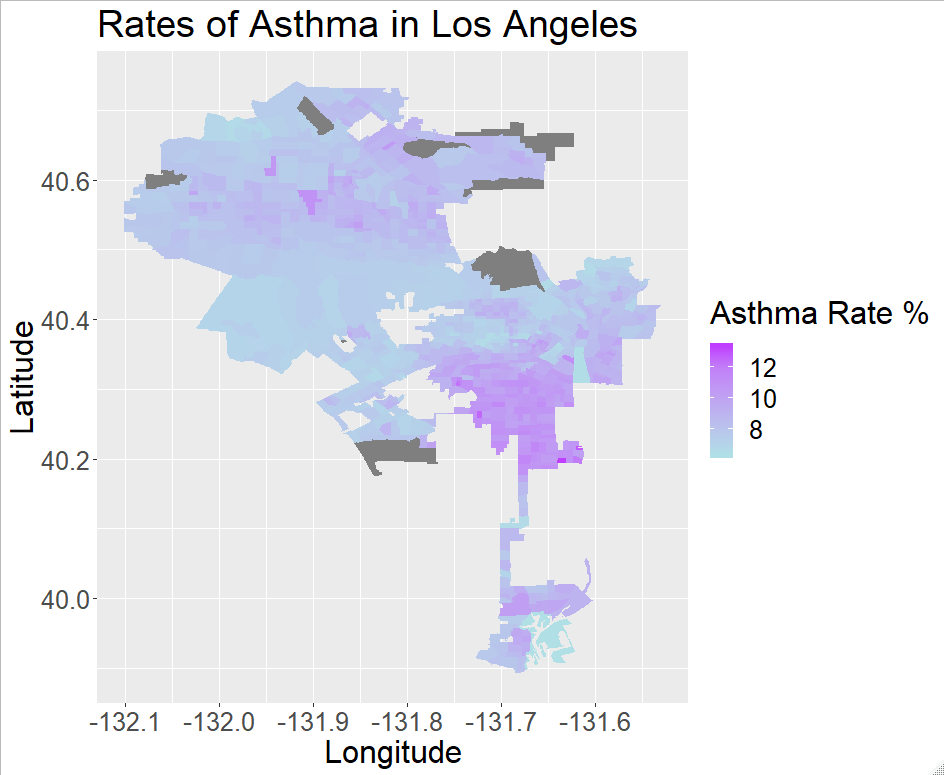 Rates of Asthma in Los Angeles
40.6
40.4
40.2
40.0
Latitude
-132.1 -132.0 -131.9 -131.8 -131.7 -131.6
Longitude
Asthma Rate %
12
10
8